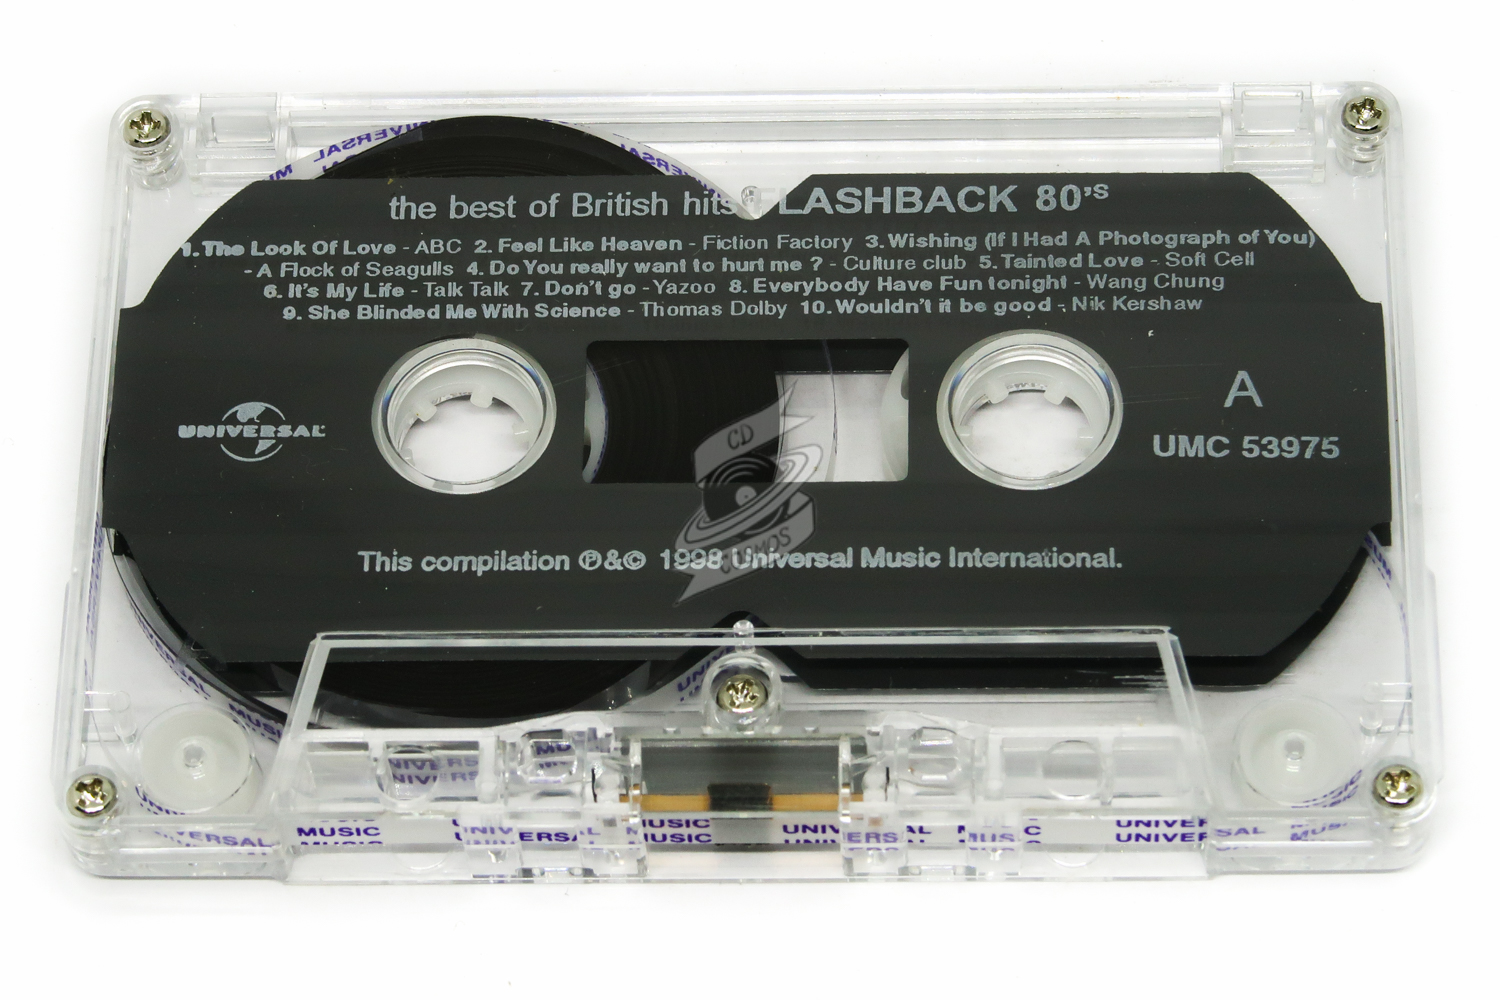 the best of British hits FLASHBACK 80's
1. The Look Of Love - ABC 2. Feel Like Heaven - Fiction Factory 3. Wishing (If I Had A Photograph of You)
- A Flock of Seagulls 4. Do You really want to hurt me ? - Culture club 5. Tainted Love - Soft Cell
6. It's My Life - Talk Talk 7. Don't go - Yazoo 8. Everybody Have Fun tonight - Wang Chung
9. She Blinded Me With Science - Thomas Dolby 10. Wouldn't it be good - Nik Kershaw
A
UNIVERSAL
UMC 53975
CD
COSMOS
This compilation ℗&© 1998 Universal Music International.
UNIVERSAL
MUSIC
UNIVERSAL
MUSIC